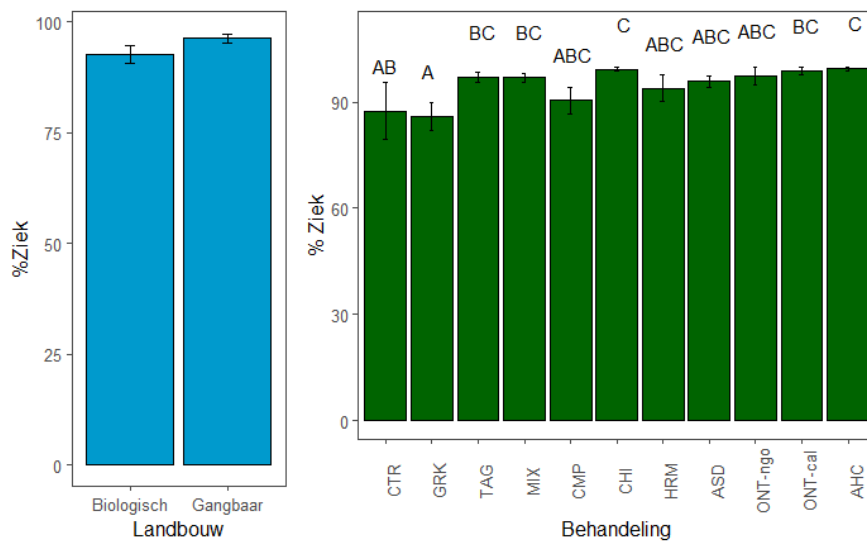 %Ziek
100
75
50
25
0
Biologisch Gangbaar
Landbouw
% Ziek
90
60
30
0
AB A BC BC ABC C ABC ABC ABC BC C
CTR GRK TAG MIX CMP CHI HRM ASD ONT-ngo ONT-cal AHC
Behandeling